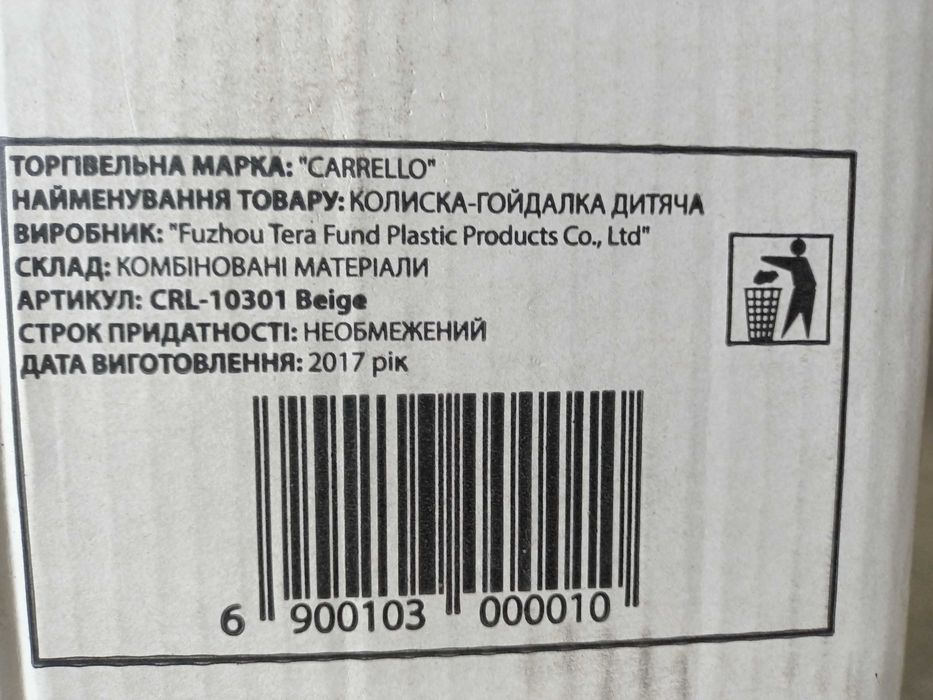 ТОРГІВЕЛЬНА МАРКА: "CARRELLO"
НАЙМЕНУВАННЯ ТОВАРУ: КОЛИСКА-ГОЙДАЛКА ДИТЯЧА
ВИРОБНИК: "Fuzhou Tera Fund Plastic Products Co., Ltd"
СКЛАД: КОМБІНОВАНІ МАТЕРІАЛИ
АРТИКУЛ: CRL-10301 Beige
СТРОК ПРИДАТНОСТІ: НЕОБМЕЖЕНИЙ
ДАТА ВИГОТОВЛЕННЯ: 2017 рік
6 900103 000010